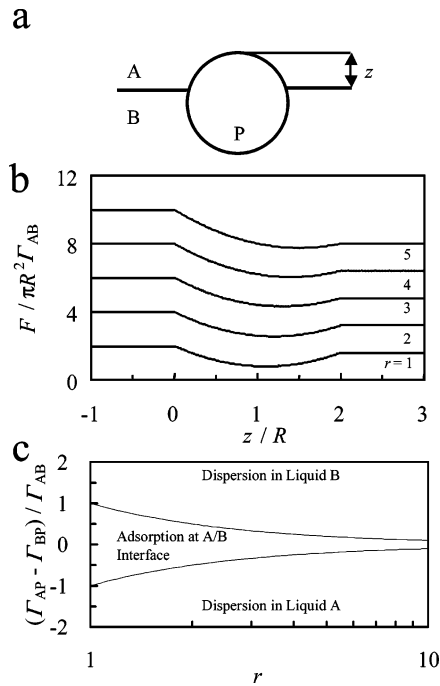 a
A
z
B
P
b
12
8
4
0
F / πR²Γ_AB
5
4
3
2
r = 1
-1 0 1 2 3
z / R
c
2
1
0
-1
-2
(Γ_AP - Γ_BP) / Γ_AB
Dispersion in Liquid B
Adsorption at A/B
Interface
Dispersion in Liquid A
1 10
r